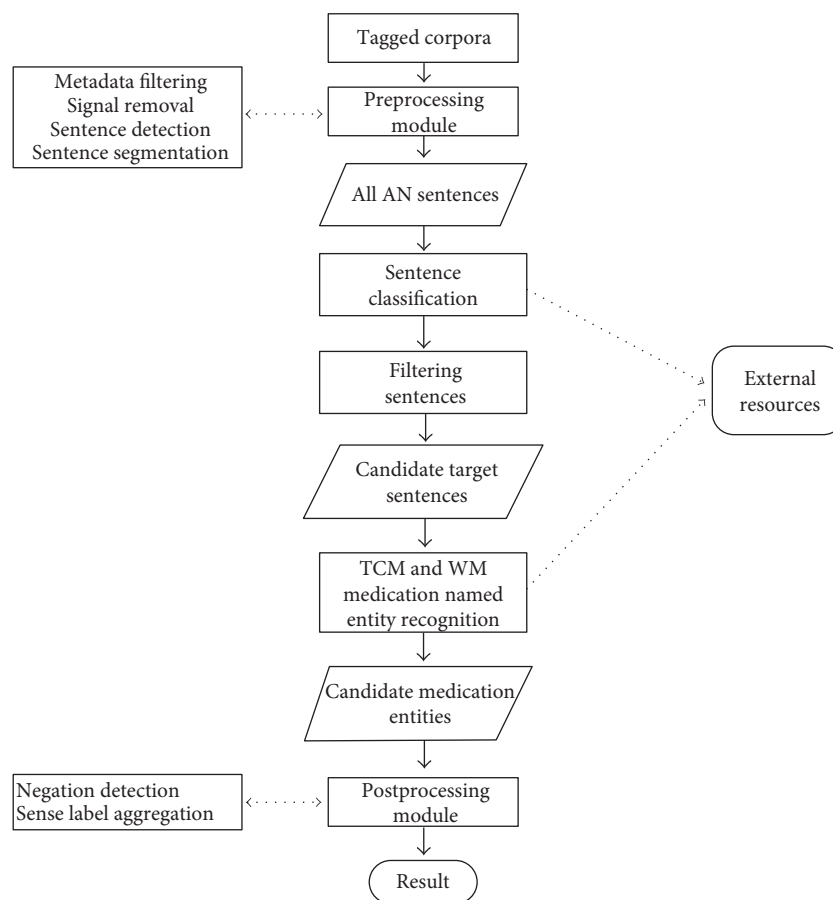 Tagged corpora
Metadata filtering
Signal removal
Sentence detection
Sentence segmentation
Preprocessing
module
All AN sentences
Sentence
classification
Filtering
sentences
External
resources
Candidate target
sentences
TCM and WM
medication named
entity recognition
Candidate medication
entities
Negation detection
Sense label aggregation
Postprocessing
module
Result